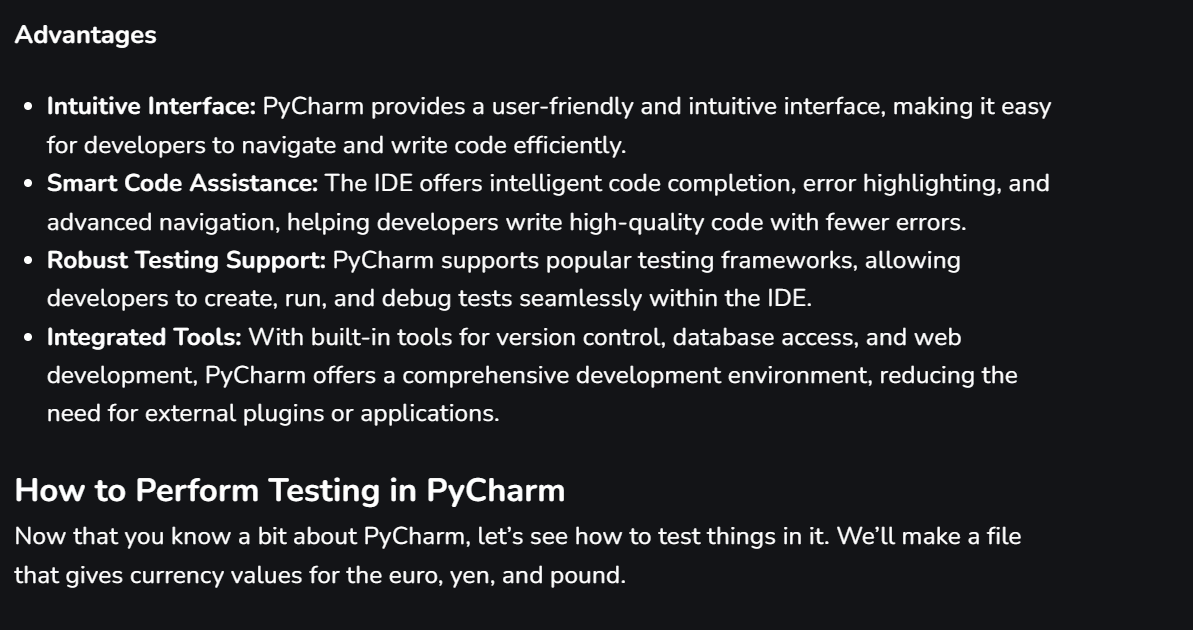 Advantages
• Intuitive Interface: PyCharm provides a user-friendly and intuitive interface, making it easy
for developers to navigate and write code efficiently.
• Smart Code Assistance: The IDE offers intelligent code completion, error highlighting, and
advanced navigation, helping developers write high-quality code with fewer errors.
• Robust Testing Support: PyCharm supports popular testing frameworks, allowing
developers to create, run, and debug tests seamlessly within the IDE.
• Integrated Tools: With built-in tools for version control, database access, and web
development, PyCharm offers a comprehensive development environment, reducing the
need for external plugins or applications.
How to Perform Testing in PyCharm
Now that you know a bit about PyCharm, let’s see how to test things in it. We’ll make a file
that gives currency values for the euro, yen, and pound.